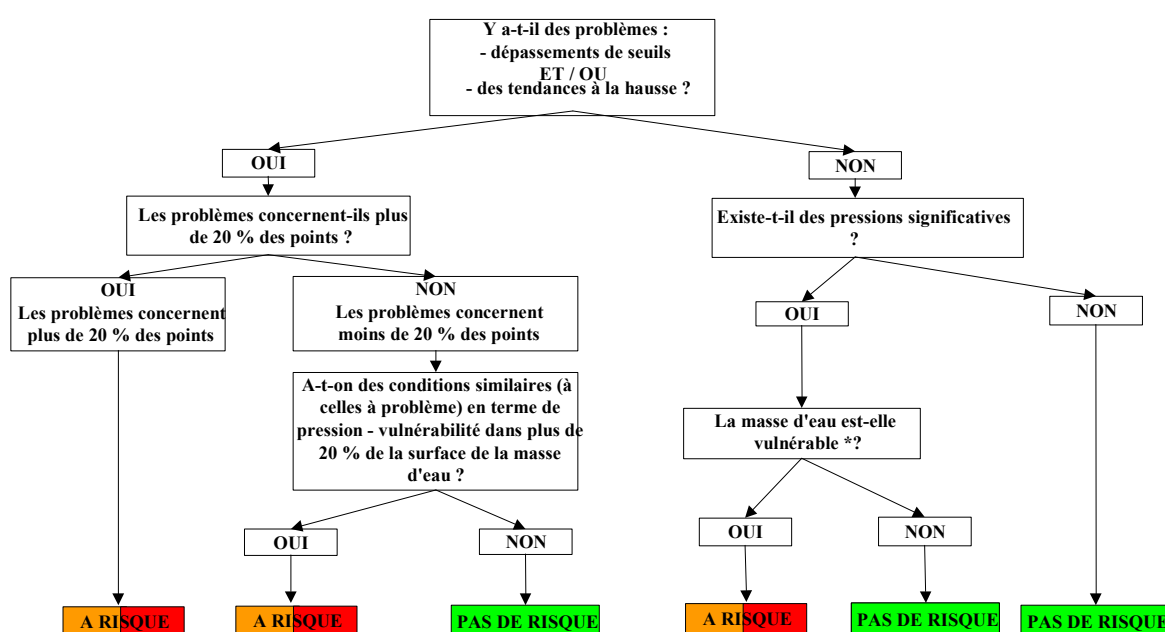 Y a-t-il des problèmes :
- dépassements de seuils
ET / OU
- des tendances à la hausse ?
OUI
NON
Les problèmes concernent-ils plus
de 20 % des points ?
Existe-t-il des pressions significatives
?
OUI
Les problèmes concernent
plus de 20 % des points
NON
Les problèmes concernent
moins de 20 % des points
OUI
NON
A-t-on des conditions similaires (à
celles à problème) en terme de
pression - vulnérabilité dans plus de
20 % de la surface de la masse
d'eau ?
La masse d'eau est-elle
vulnérable *?
OUI
NON
OUI
NON
A RISQUE
A RISQUE
PAS DE RISQUE
A RISQUE
PAS DE RISQUE
PAS DE RISQUE